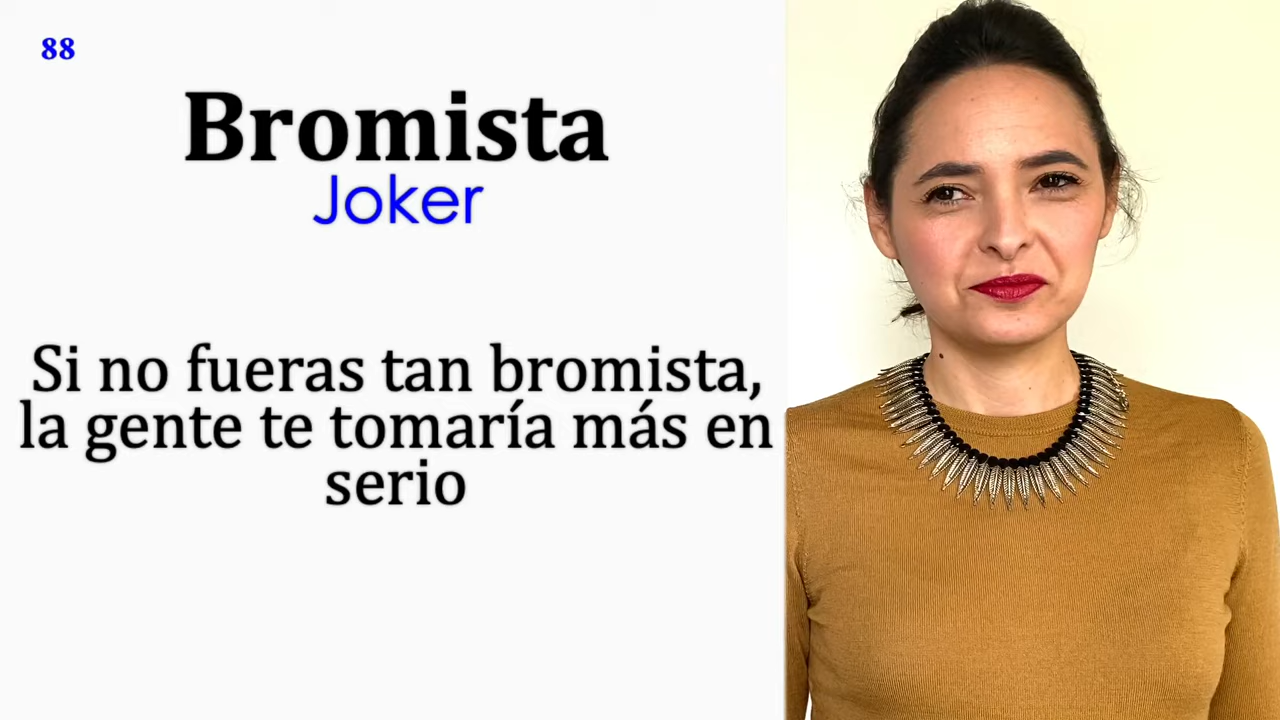 88
Bromista
Joker
Si no fueras tan bromista,
la gente te tomaría más en
serio